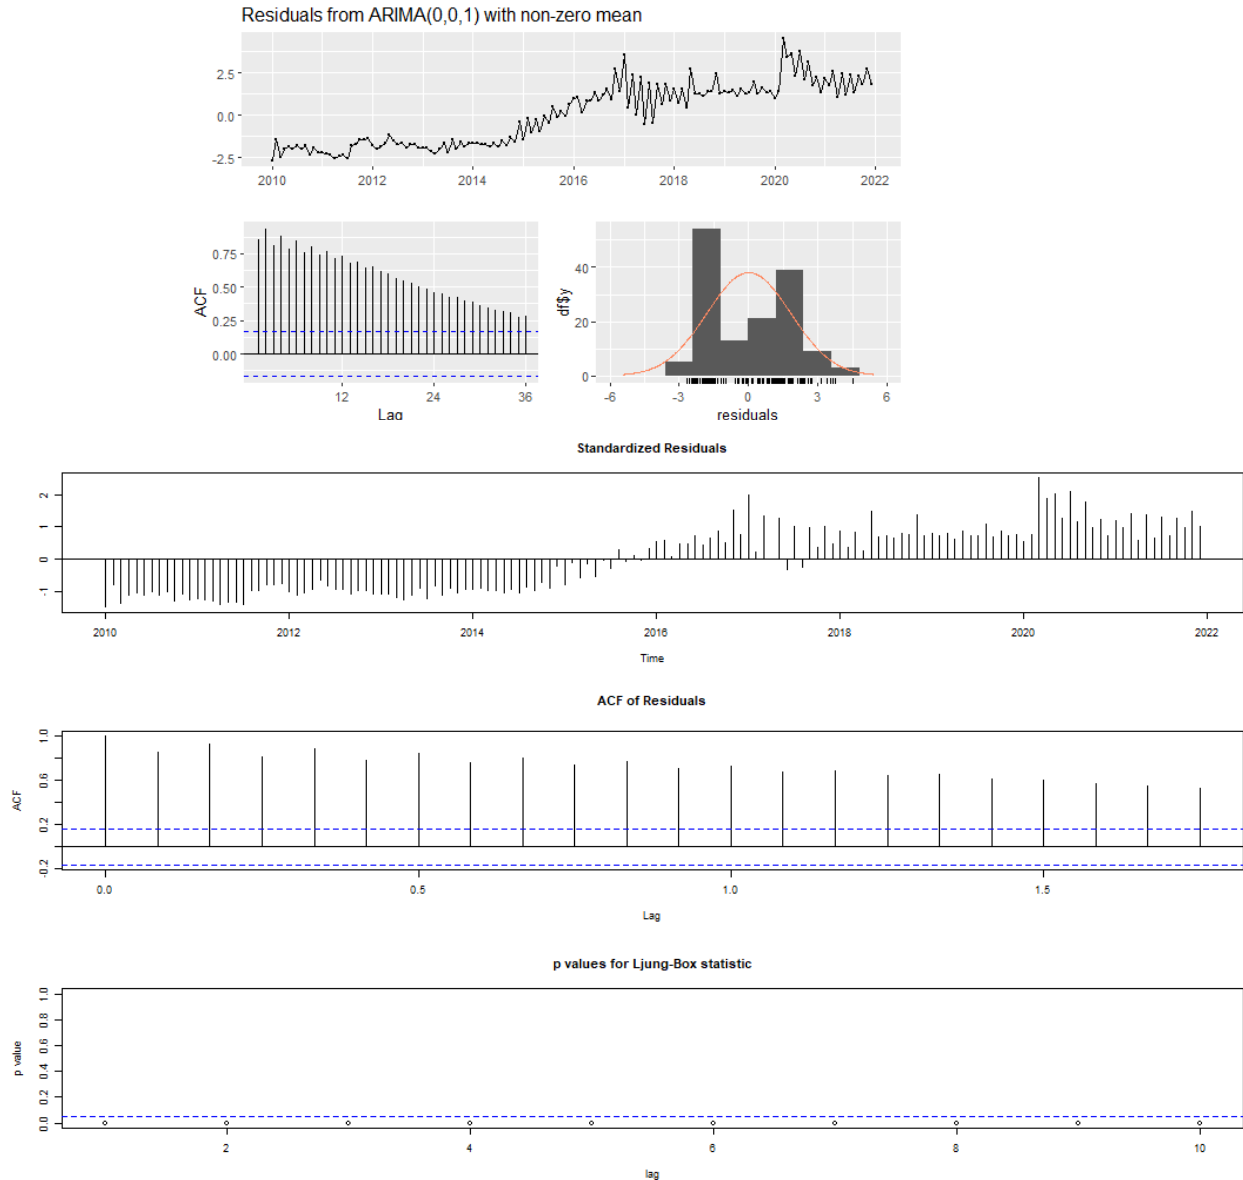 Residuals from ARIMA(0,0,1) with non-zero mean
2.5
0.0
-2.5
2010 2012 2014 2016 2018 2020 2022
0.75
0.50
0.25
0.00
ACF
12 24 36
Lag
df$y
40
20
0
-6 -3 0 3 6
residuals
Standardized Residuals
2
1
0
-1
2010 2012 2014 2016 2018 2020 2022
Time
ACF of Residuals
ACF
1.0
0.6
0.2
-0.2
0.0 0.5 1.0 1.5
Lag
p values for Ljung-Box statistic
p value
1.0
0.8
0.6
0.4
0.2
0.0
2 4 6 8 10
lag